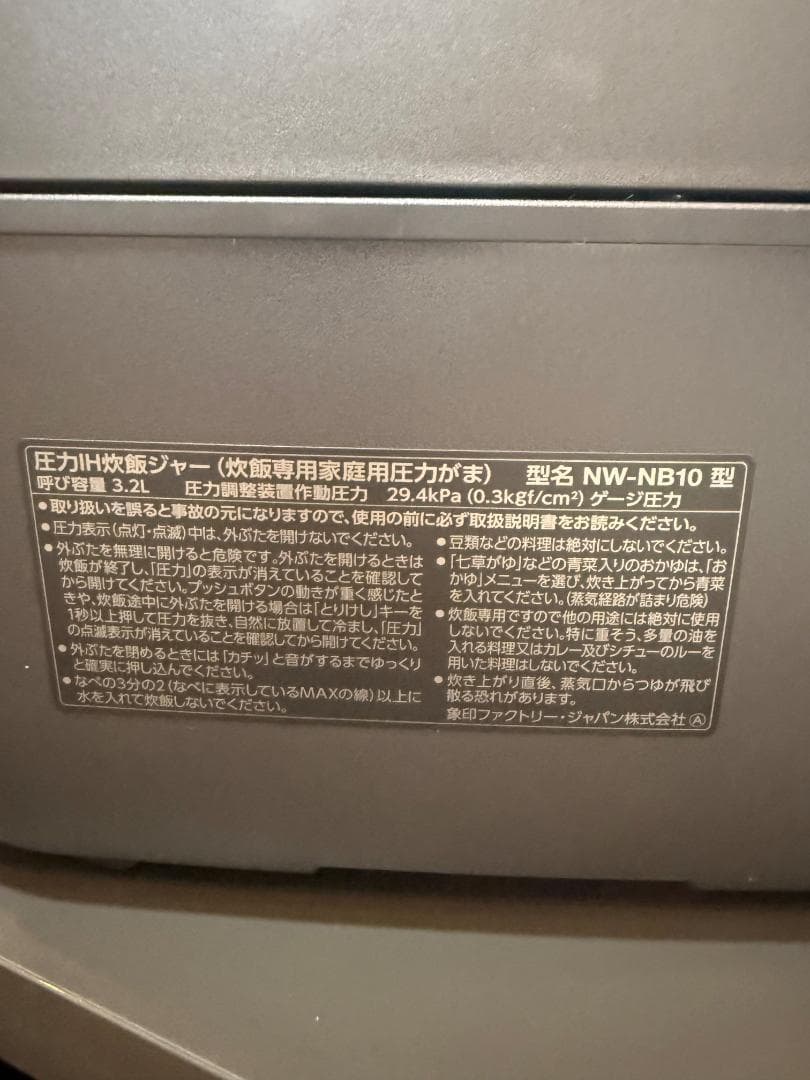 圧力IH炊飯ジャー(炊飯専用家庭用圧力がま) 型名 NW-NB10 型
呼び容量 3.2L 圧力調整装置作動圧力 29.4kPa (0.3kgf/cm²) ゲージ圧力
●取り扱いを誤ると事故の元になりますので、使用の前に必ず取扱説明書をお読みください。
●圧力表示(点灯・点滅)中は、外ぶたを開けないでください。
●外ぶたを無理に開けると危険です。外ぶたを開けるときは
炊飯が終了し、「圧力」の表示が消えていることを確認して
から開けてください。プッシュボタンの動きが重く感じたと
きや、炊飯途中に外ぶたを開ける場合は「とりけし」キーを
1秒以上押して圧力を抜き、自然に放置して冷まし、「圧力」
の点滅表示が消えていることを確認してから開けてください。
●外ぶたを閉めるときには「カチッ」と音がするまでゆっくり
と確実に押し込んでください。
●なべの3分の2(なべに表示しているMAXの線)以上に
水を入れて炊飯しないでください。
●豆類などの料理は絶対にしないでください。
●「七草がゆ」などの青菜入りのおかゆは、「お
かゆ」メニューを選び、炊き上がってから青菜
を入れてください。(蒸気経路が詰まり危険)
●炊飯専用ですので他の用途には絶対に使用
しないでください。特に重そう、多量の油を
入れる料理又はカレー及びシチューのルーを
用いた料理はしないでください。
●炊き上がり直後、蒸気口からつゆが飛び
散る恐れがあります。
象印ファクトリー・ジャパン株式会社 Ⓐ